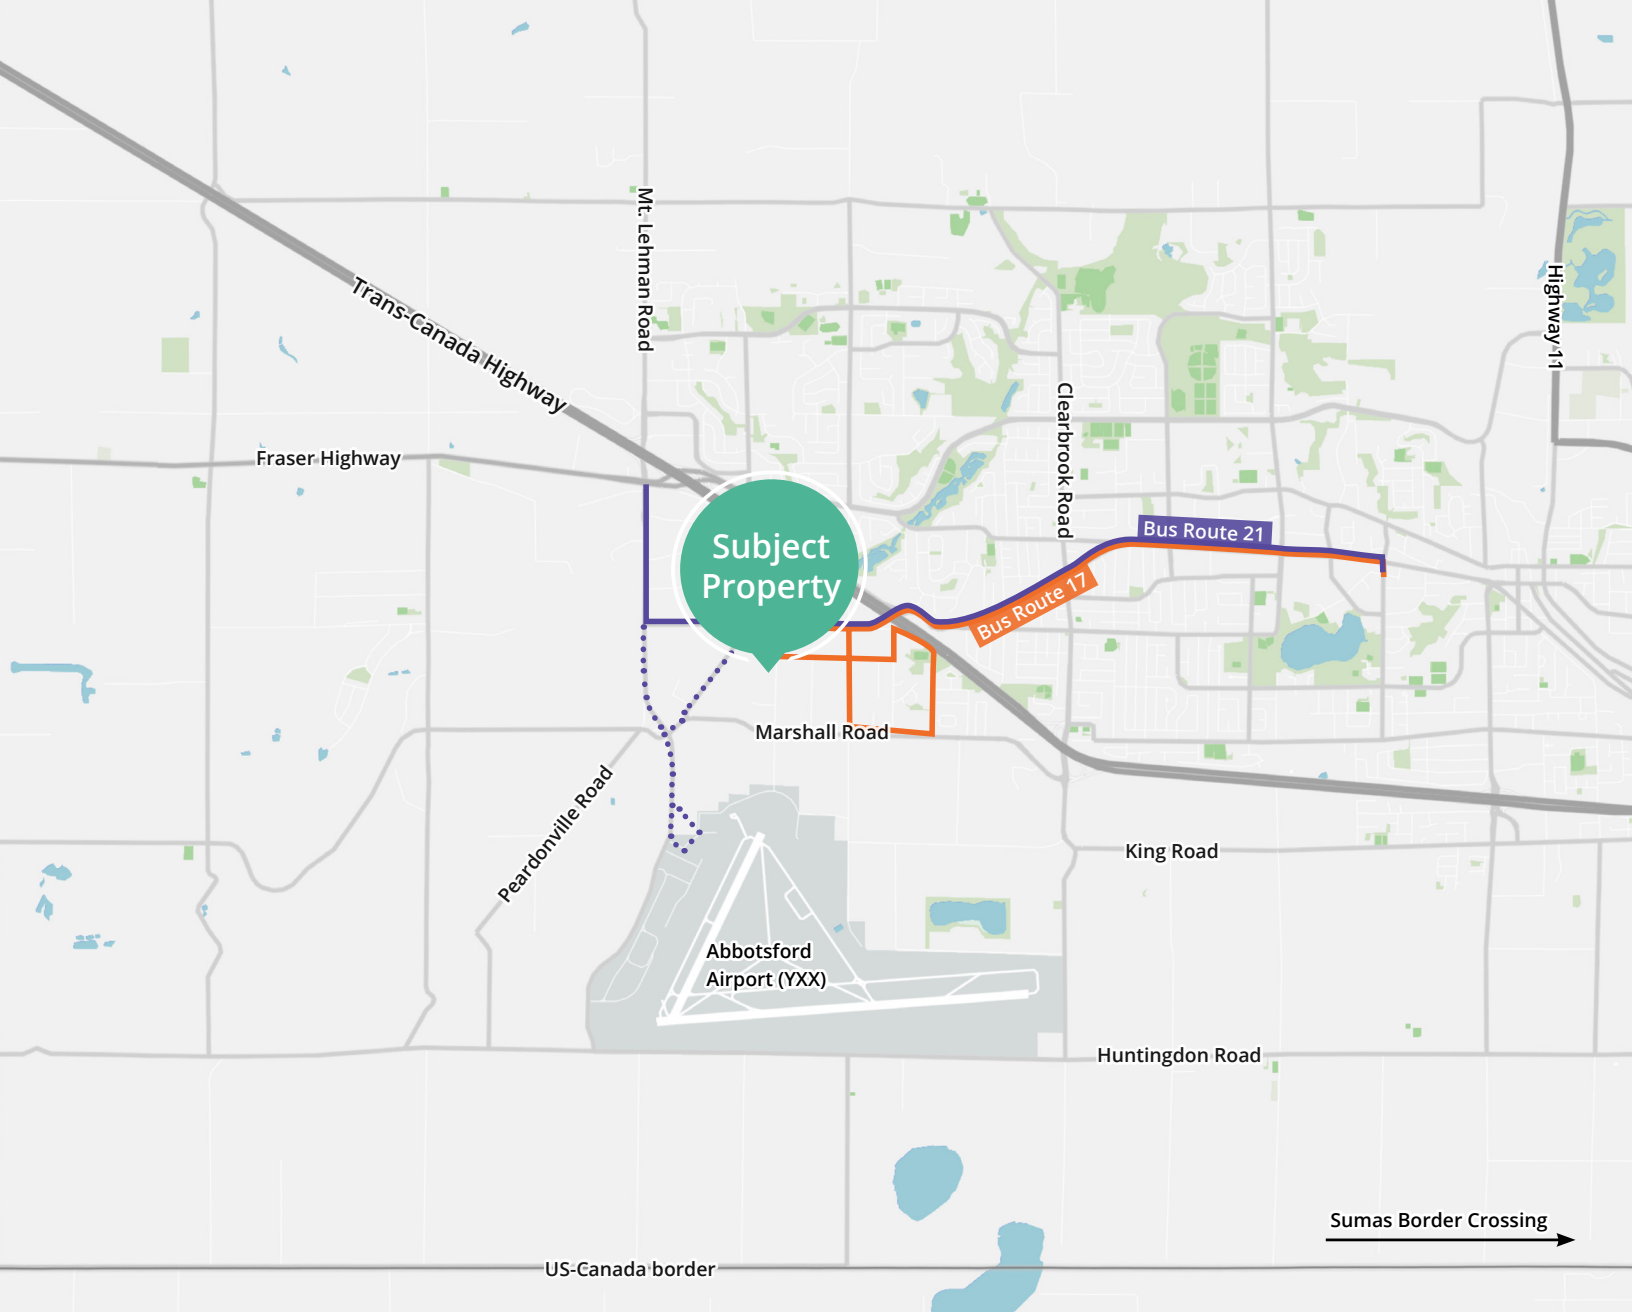 Mt. Lehman Road
Trans-Canada Highway
Highway 11
Fraser Highway
Clearbrook Road
Subject
Property
Bus Route 21
Bus Route 17
Marshall Road
Peardonville Road
King Road
Abbotsford
Airport (YXX)
Huntingdon Road
Sumas Border Crossing
US-Canada border